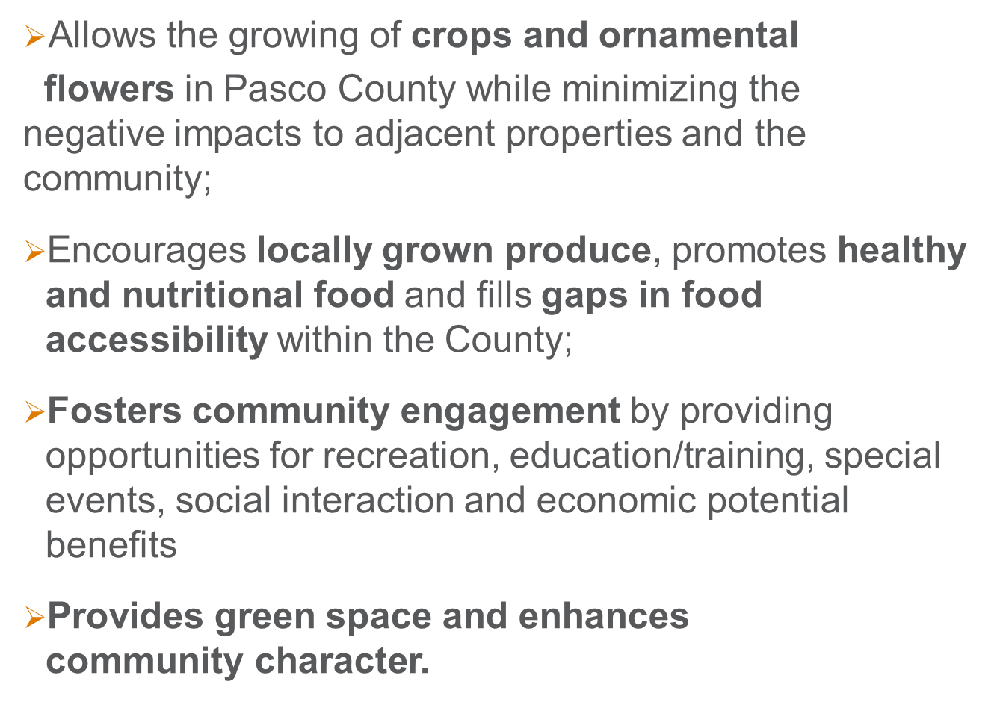 ➢Allows the growing of crops and ornamental
flowers in Pasco County while minimizing the
negative impacts to adjacent properties and the
community;
➢Encourages locally grown produce, promotes healthy
and nutritional food and fills gaps in food
accessibility within the County;
➢Fosters community engagement by providing
opportunities for recreation, education/training, special
events, social interaction and economic potential
benefits
➢Provides green space and enhances
community character.